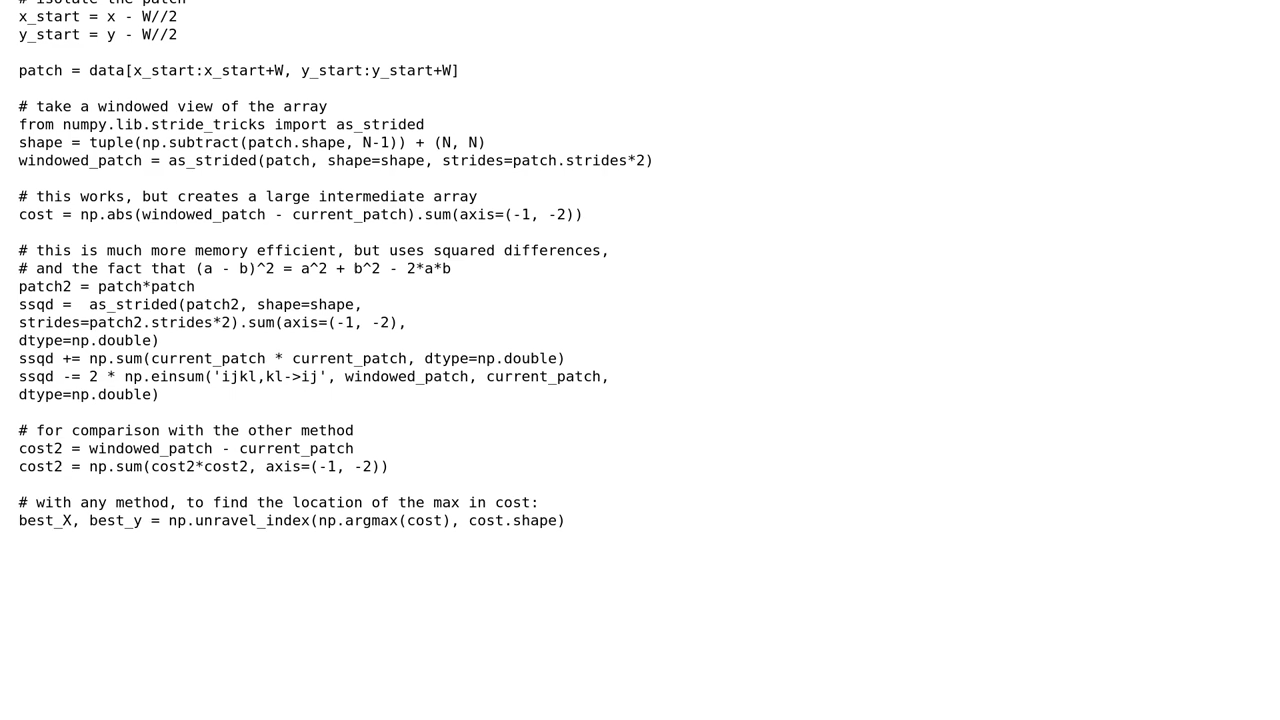 # isolate the patch
x_start = x - W//2
y_start = y - W//2
patch = data[x_start:x_start+W, y_start:y_start+W]
# take a windowed view of the array
from numpy.lib.stride_tricks import as_strided
shape = tuple(np.subtract(patch.shape, N-1)) + (N, N)
windowed_patch = as_strided(patch, shape=shape, strides=patch.strides*2)
# this works, but creates a large intermediate array
cost = np.abs(windowed_patch - current_patch).sum(axis=(-1, -2))
# this is much more memory efficient, but uses squared differences,
# and the fact that (a - b)^2 = a^2 + b^2 - 2*a*b
patch2 = patch*patch
ssqd =  as_strided(patch2, shape=shape,
strides=patch2.strides*2).sum(axis=(-1, -2),
dtype=np.double)
ssqd += np.sum(current_patch * current_patch, dtype=np.double)
ssqd -= 2 * np.einsum('ijkl,kl->ij', windowed_patch, current_patch,
dtype=np.double)
# for comparison with the other method
cost2 = windowed_patch - current_patch
cost2 = np.sum(cost2*cost2, axis=(-1, -2))
# with any method, to find the location of the max in cost:
best_X, best_y = np.unravel_index(np.argmax(cost), cost.shape)